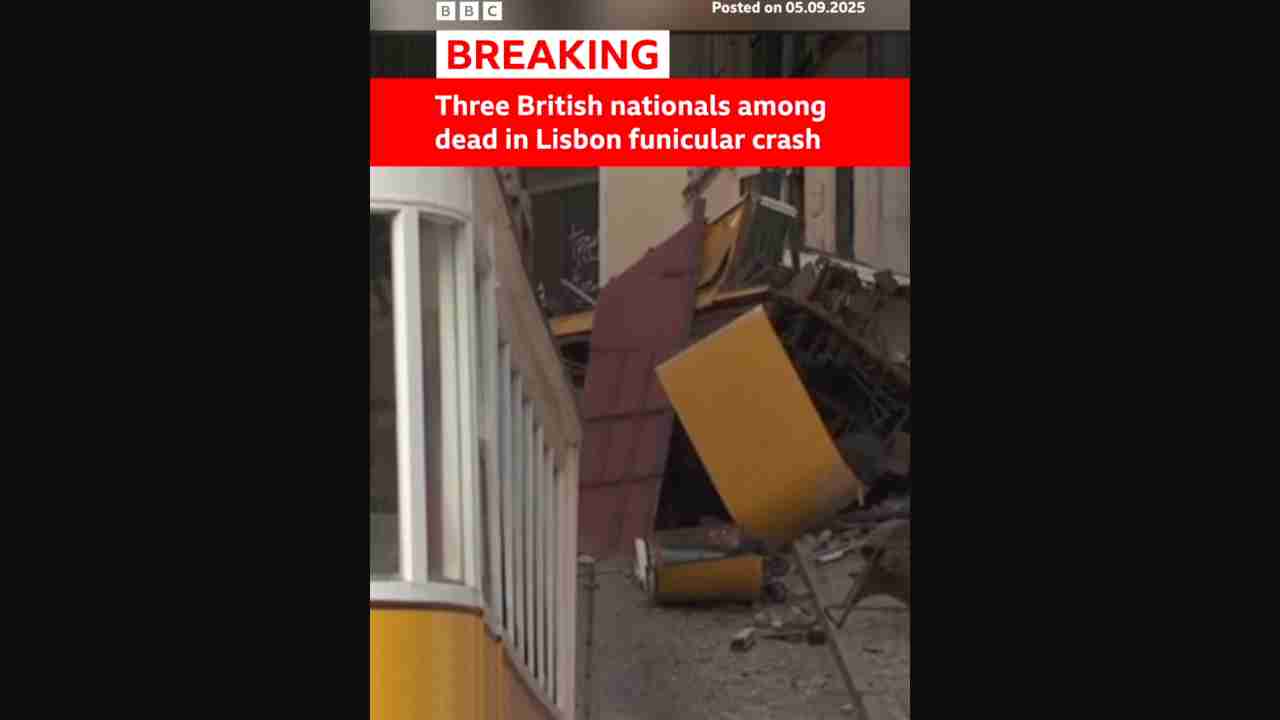 BBC
Posted on 05.09.2025
BREAKING
Three British nationals among
dead in Lisbon funicular crash